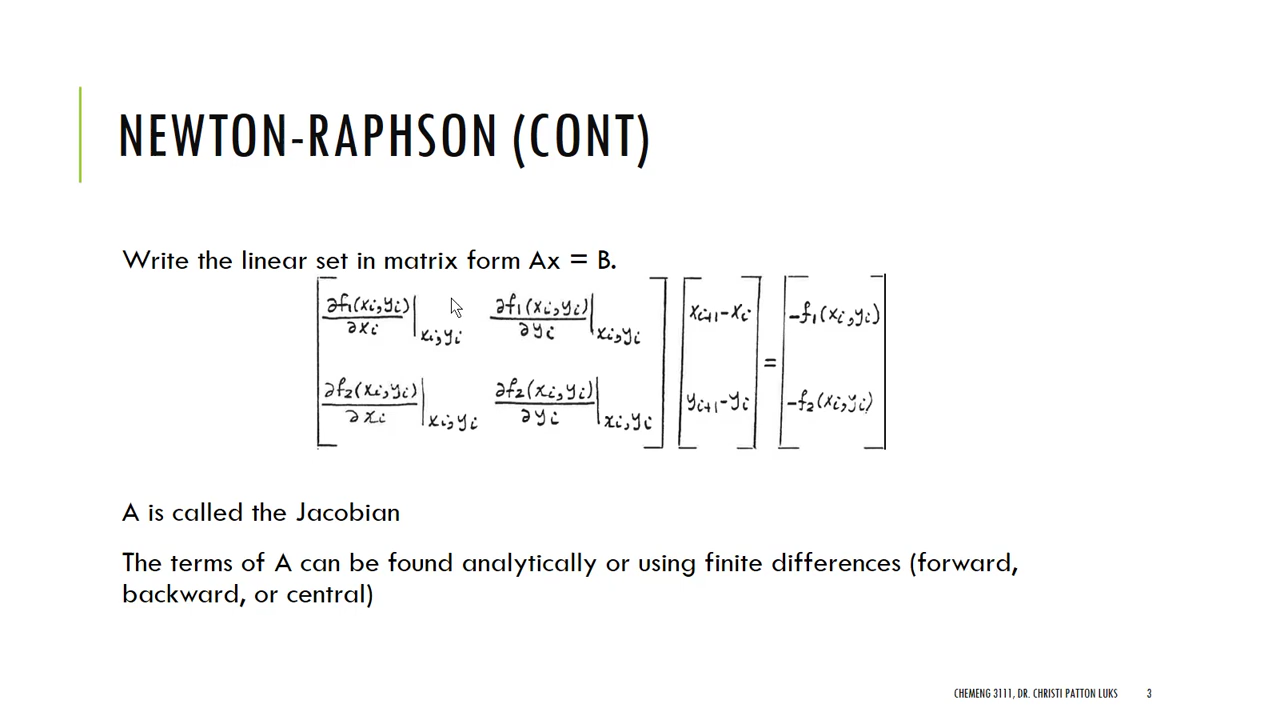 NEWTON-RAPHSON (CONT)
Write the linear set in matrix form Ax = B.
[ ∂f₁(xᵢ,yᵢ)/∂xᵢ |xᵢ,yᵢ  ∂f₁(xᵢ,yᵢ)/∂yᵢ |xᵢ,yᵢ ] [ xᵢ₊₁-xᵢ ] = [ -f₁(xᵢ,yᵢ) ]
[ ∂f₂(xᵢ,yᵢ)/∂xᵢ |xᵢ,yᵢ  ∂f₂(xᵢ,yᵢ)/∂yᵢ |xᵢ,yᵢ ] [ yᵢ₊₁-yᵢ ] [ -f₂(xᵢ,yᵢ) ]
A is called the Jacobian
The terms of A can be found analytically or using finite differences (forward,
backward, or central)
CHEMENG 3111, DR. CHRISTI PATTON LUKS 3